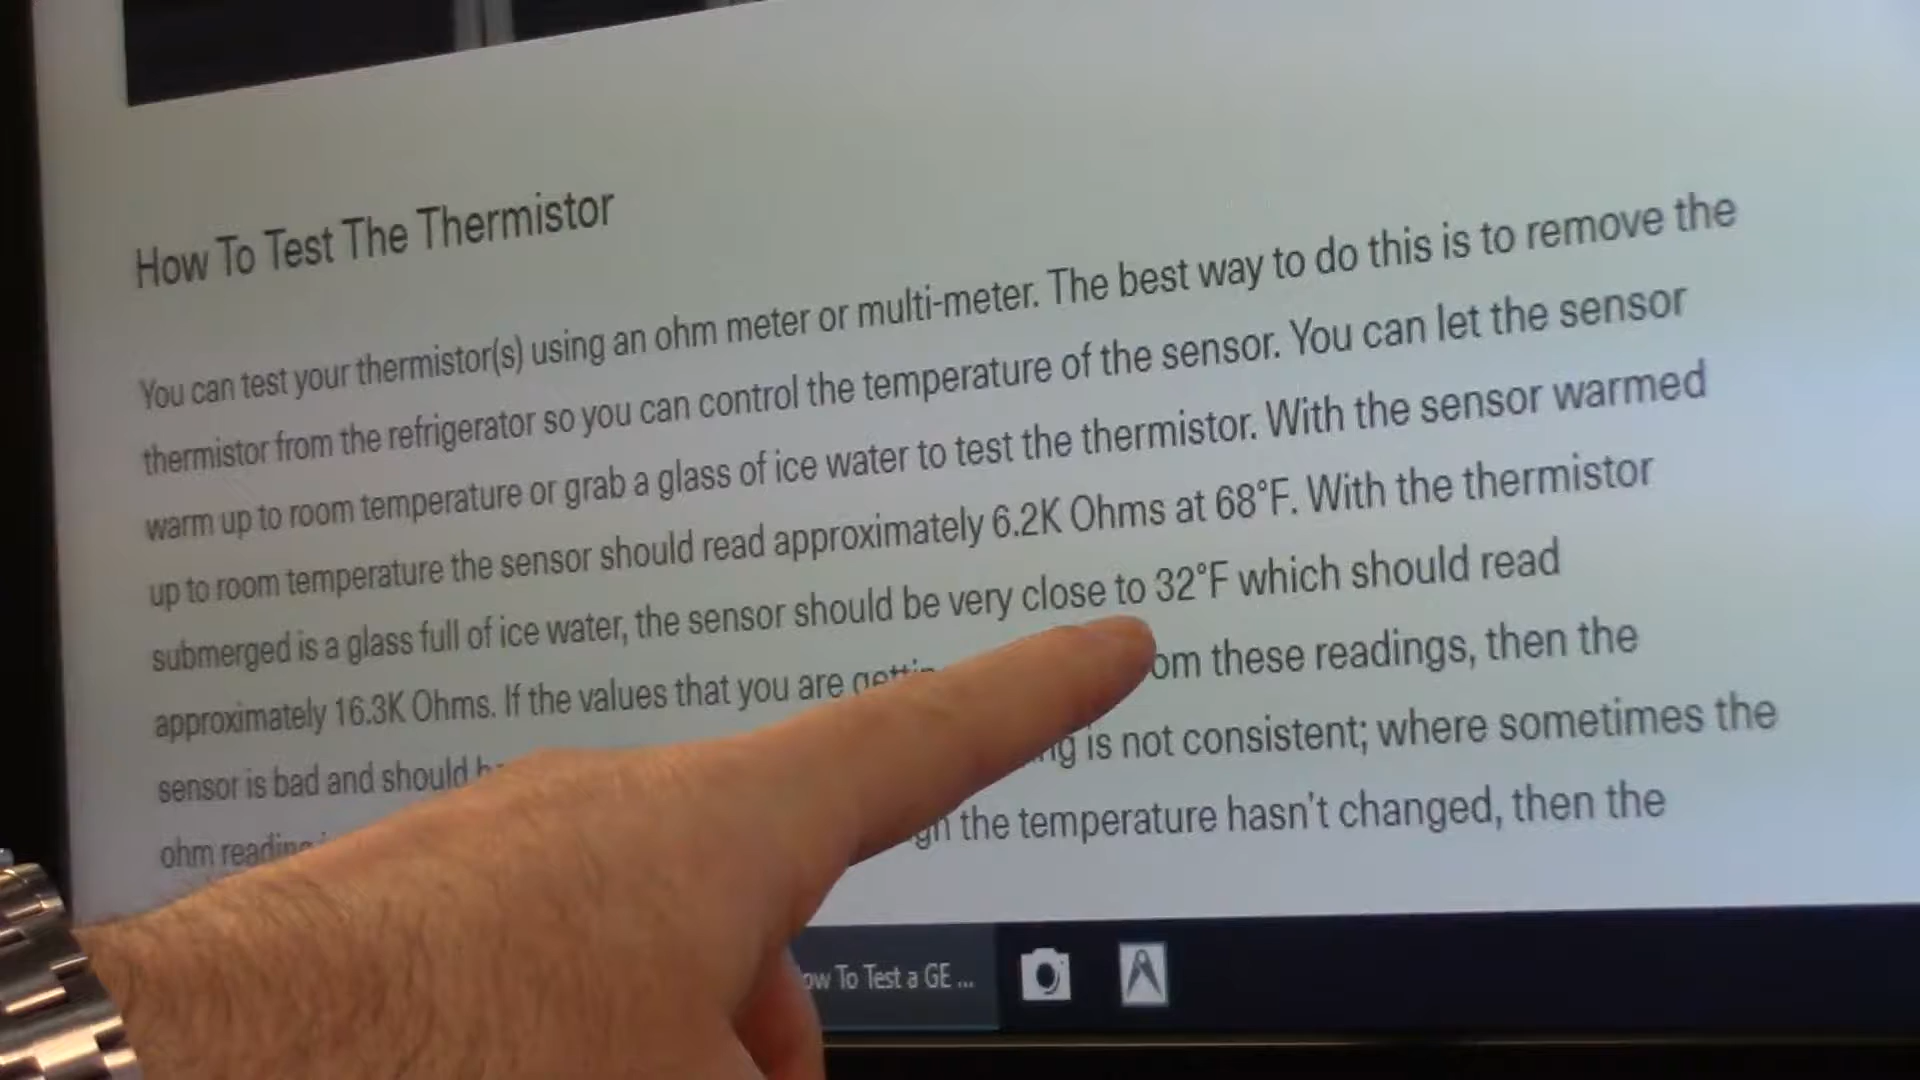 How To Test The Thermistor
You can test your thermistor(s) using an ohm meter or multi-meter. The best way to do this is to remove the
thermistor from the refrigerator so you can control the temperature of the sensor. You can let the sensor
warm up to room temperature or grab a glass of ice water to test the thermistor. With the sensor warmed
up to room temperature the sensor should read approximately 6.2K Ohms at 68°F. With the thermistor
submerged is a glass full of ice water, the sensor should be very close to 32°F which should read
approximately 16.3K Ohms. If the values that you are these readings, then the
sensor is bad and should is not consistent; where sometimes the
ohm reading the temperature hasn't changed, then the
To Test a GE ...